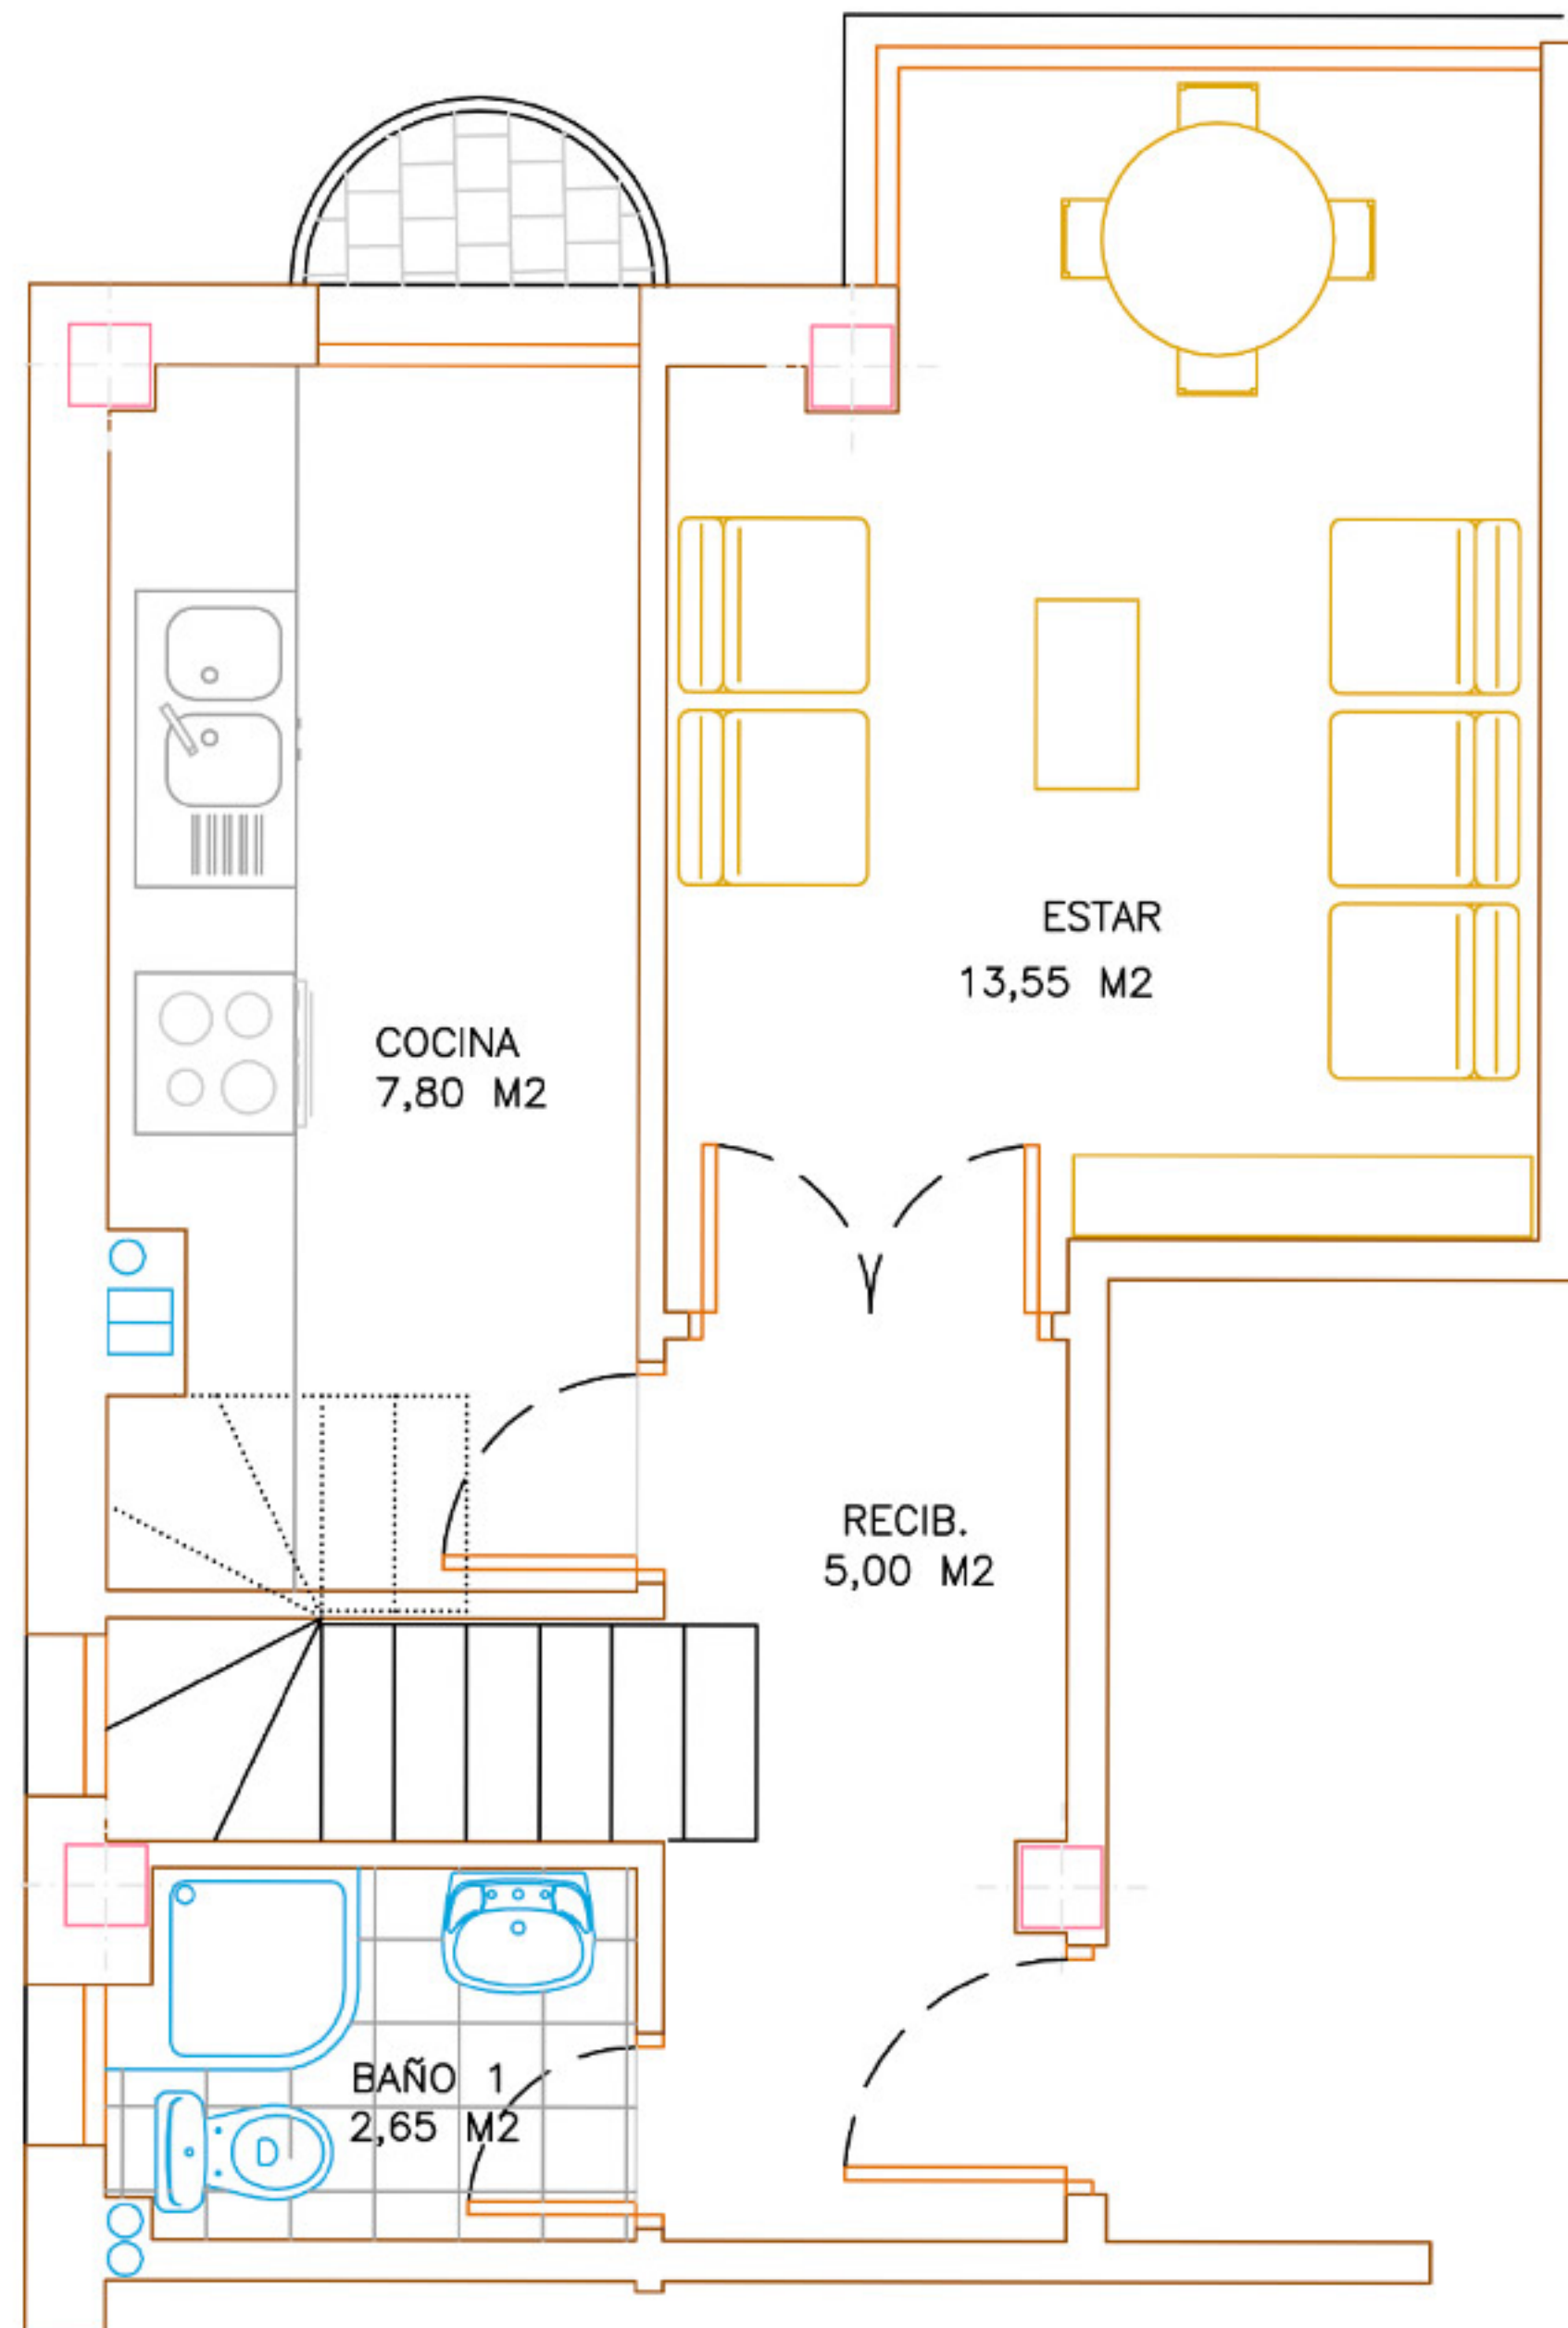 ESTAR
13,55 M2
COCINA
7,80 M2
RECIB.
5,00 M2
BAÑO 1
2,65 M2